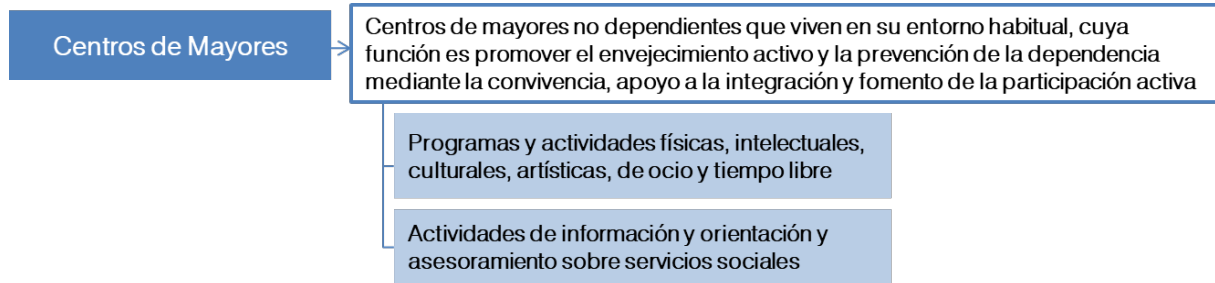 Centros de Mayores
Centros de mayores no dependientes que viven en su entorno habitual, cuya
función es promover el envejecimiento activo y la prevención de la dependencia
mediante la convivencia, apoyo a la integración y fomento de la participación activa
Programas y actividades físicas, intelectuales,
culturales, artísticas, de ocio y tiempo libre
Actividades de información y orientación y
asesoramiento sobre servicios sociales